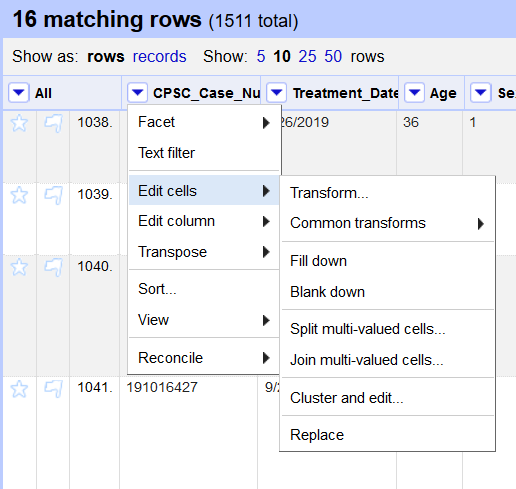 16 matching rows (1511 total)
Show as: rows records Show: 5 10 25 50 rows
All CPSC_Case_Nu Treatment_Date Age Se
1038. 26/2019 36 1
Facet
Text filter
1039.
Edit cells
Edit column
Transpose
1040.
Sort...
View
Reconcile
Transform...
Common transforms
Fill down
Blank down
Split multi-valued cells...
Join multi-valued cells...
Cluster and edit...
Replace
1041. 191016427 9/2